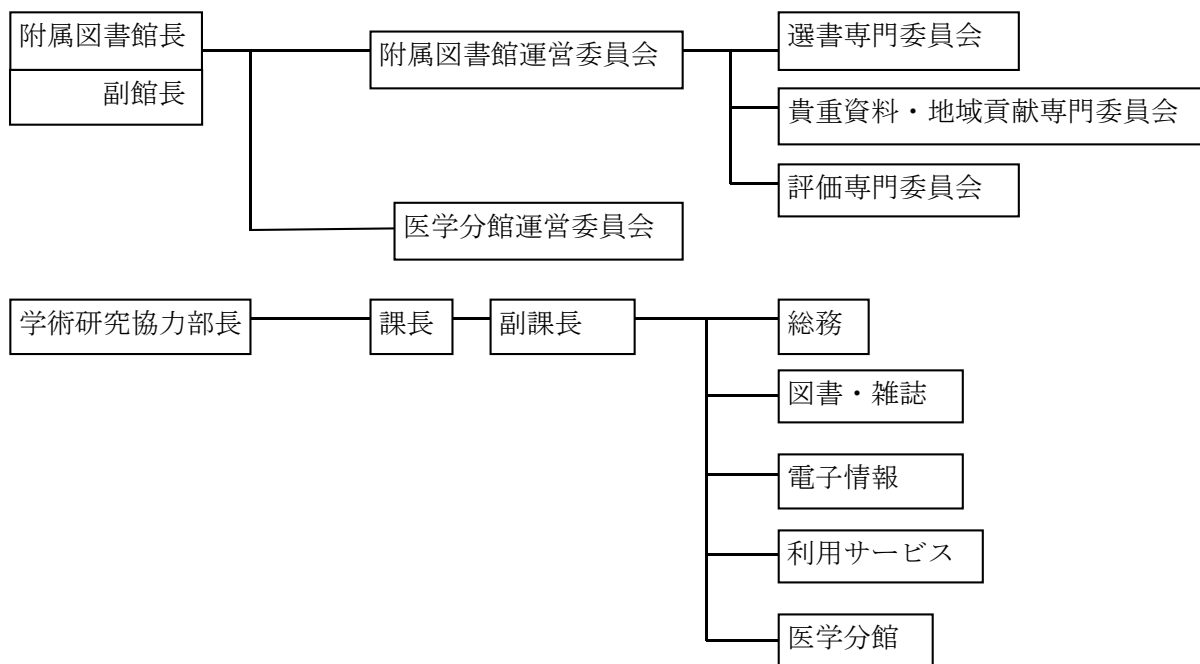 附属図書館長
副館長
附属図書館運営委員会
選書専門委員会
貴重資料・地域貢献専門委員会
評価専門委員会
医学分館運営委員会
学術研究協力部長
課長
副課長
総務
図書・雑誌
電子情報
利用サービス
医学分館